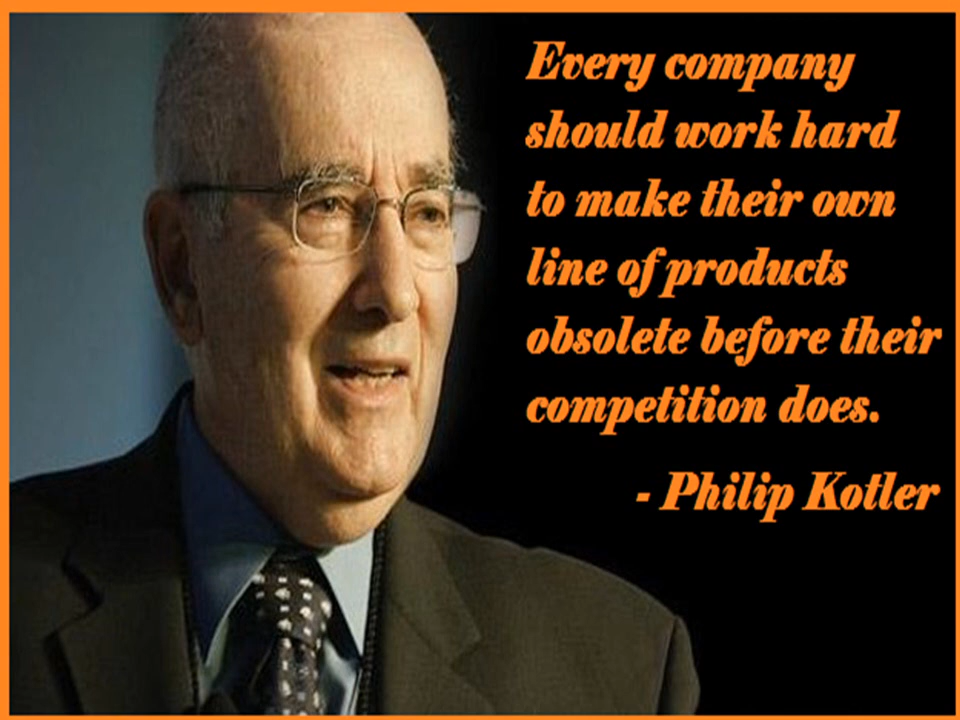 Every company
should work hard
to make their own
line of products
obsolete before their
competition does.
- Philip Kotler